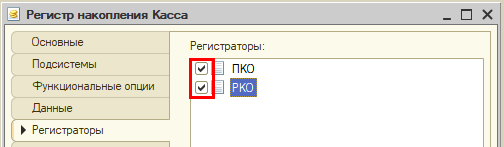 Регистр накопления Касса
Основные
Подсистемы
Функциональные опции
Данные
Регистраторы
Регистраторы:
ПКО
РКО